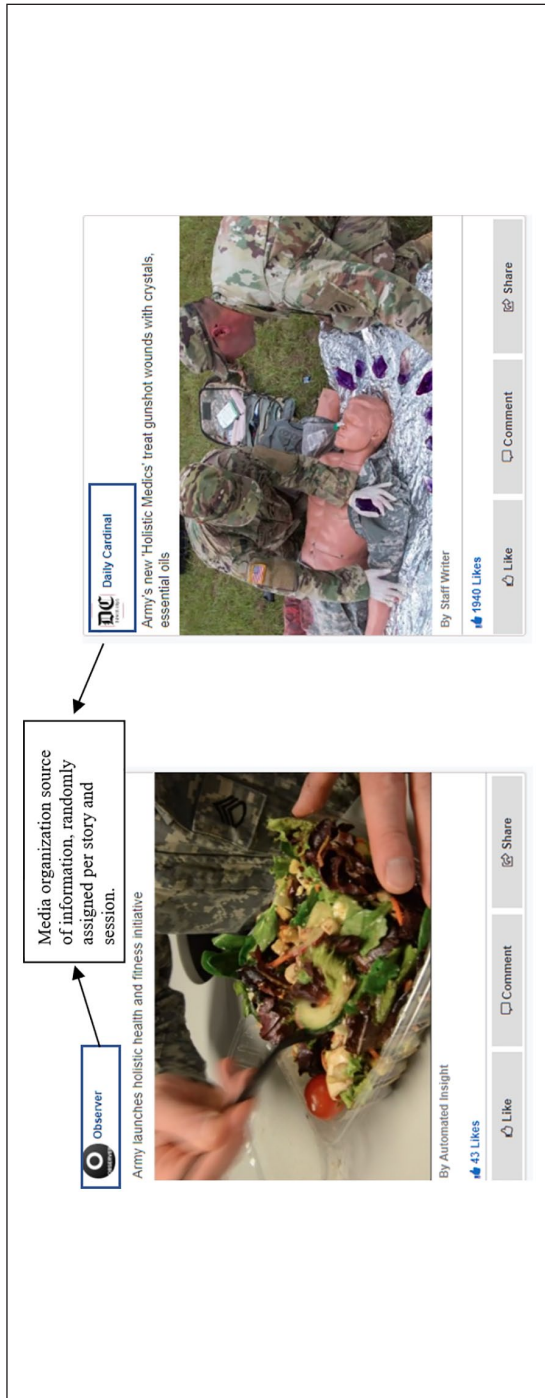 Media organization source
of information, randomly
assigned per story and
session.
Observer
Army launches holistic health and fitness initiative
By Automated Insight
43 Likes
Like
Comment
Share
DC
Daily Cardinal
Army's new 'Holistic Medics' treat gunshot wounds with crystals,
essential oils
By Staff Writer
1940 Likes
Like
Comment
Share